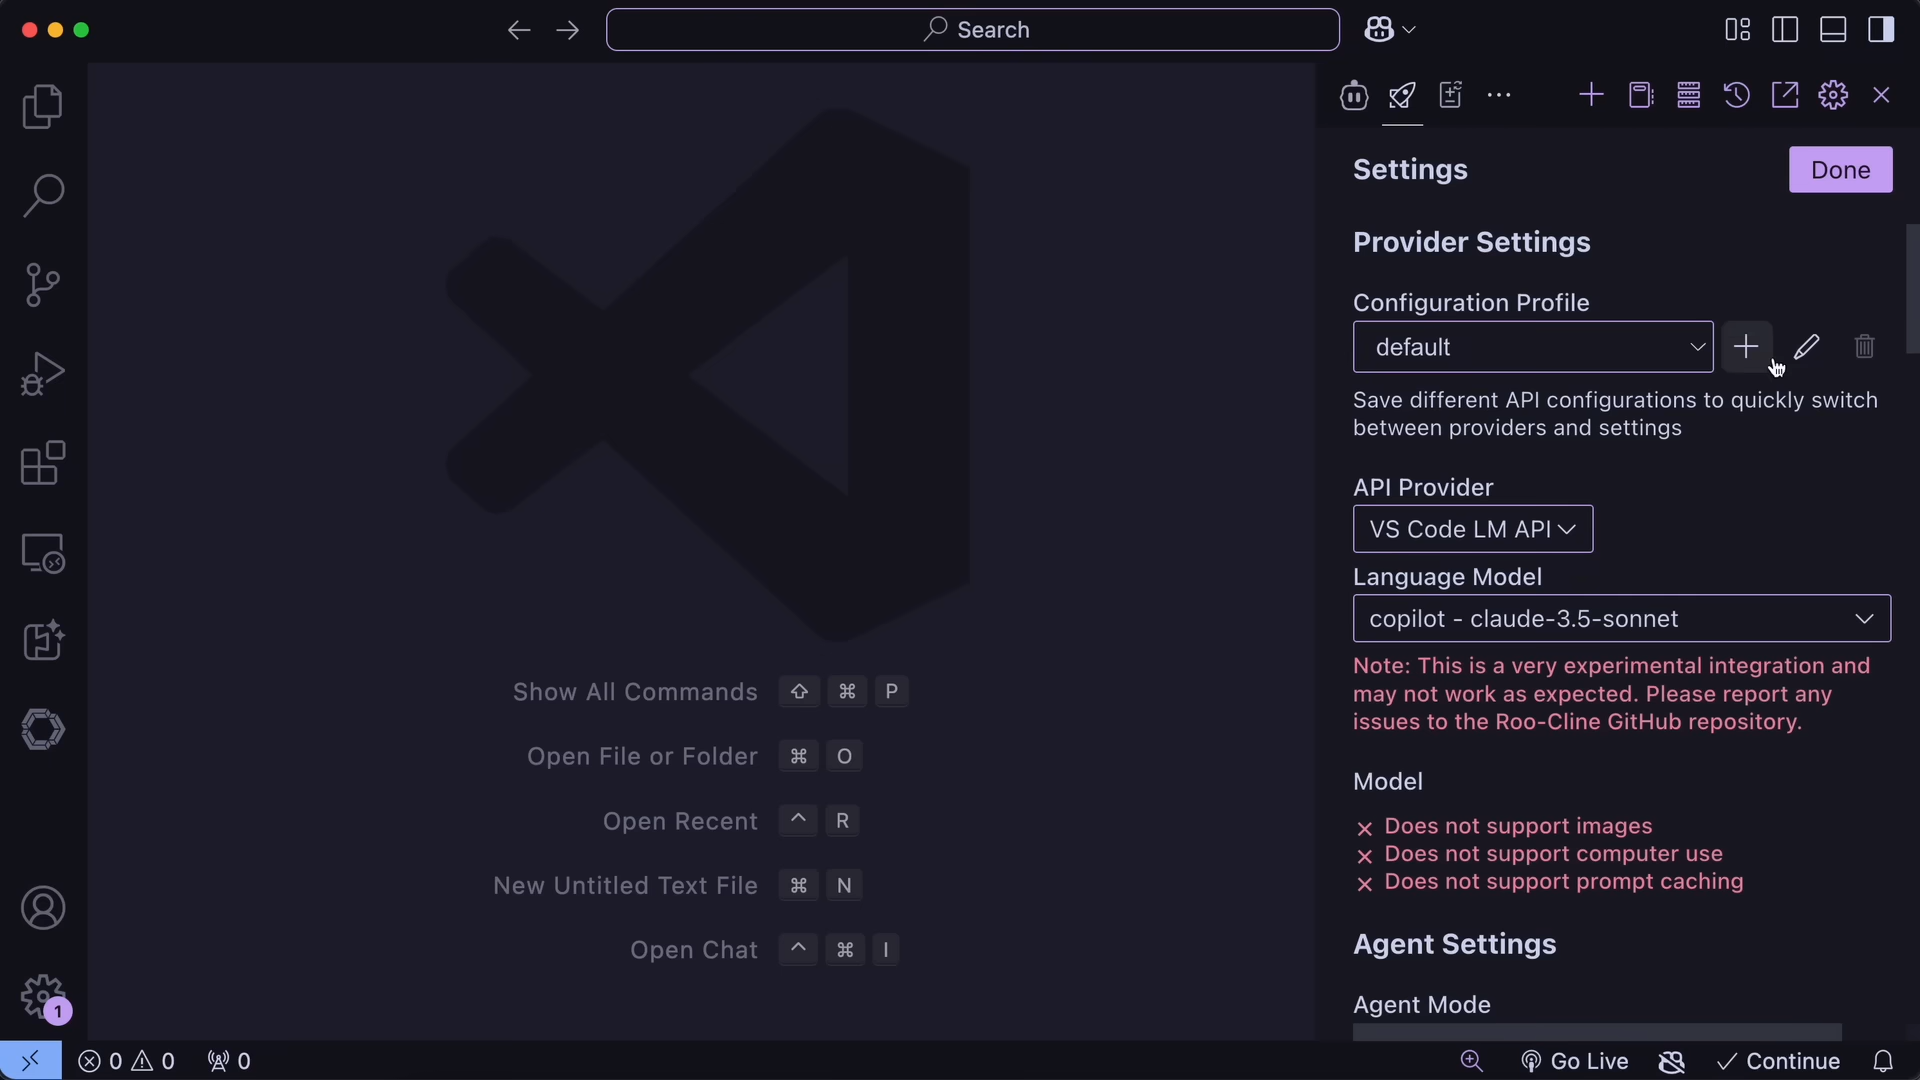 Search
Settings
Done
Provider Settings
Configuration Profile
default
Save different API configurations to quickly switch
between providers and settings
API Provider
VS Code LM API
Language Model
copilot - claude-3.5-sonnet
Note: This is a very experimental integration and
may not work as expected. Please report any
issues to the Roo-Cline GitHub repository.
Model
Does not support images
Does not support computer use
Does not support prompt caching
Agent Settings
Agent Mode
Show All Commands ⇧ ⌘ P
Open File or Folder ⌘ O
Open Recent ^ R
New Untitled Text File ⌘ N
Open Chat ^ ⌘ I
1
0 0 0
Go Live
Continue